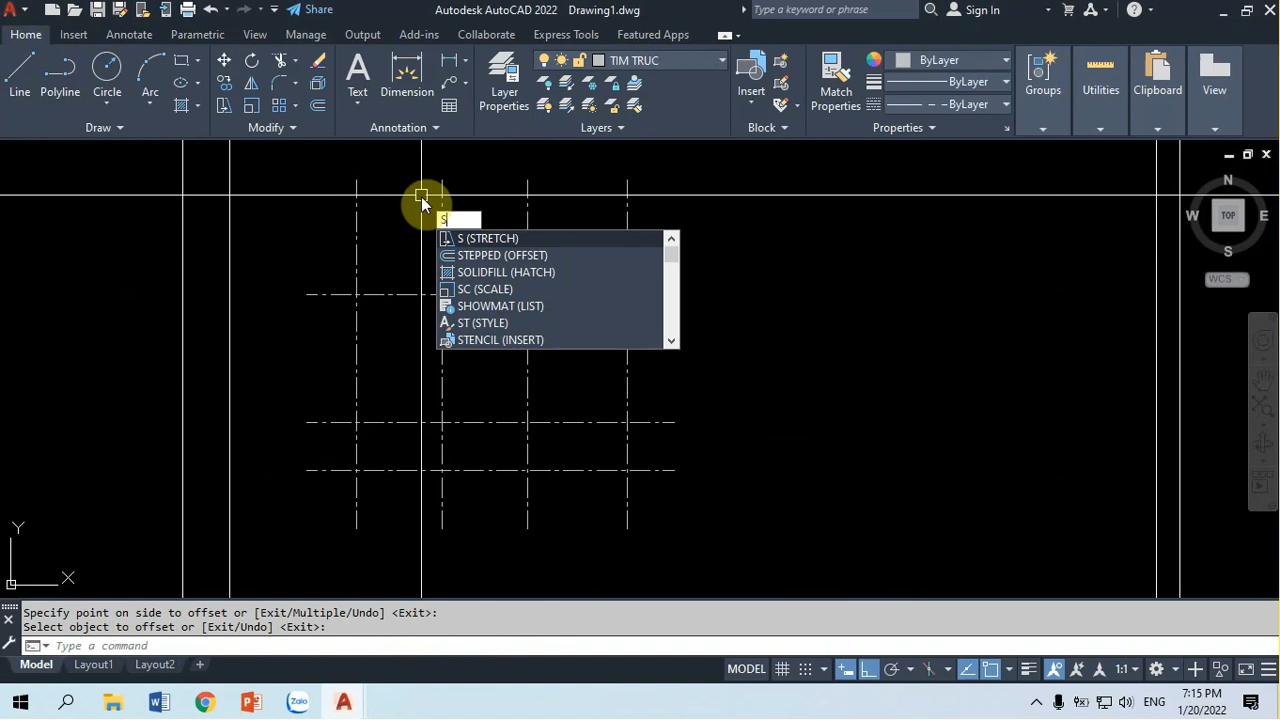 Share
Autodesk AutoCAD 2022 Drawing1.dwg
Type a keyword or phrase
Sign In
Home Insert Annotate Parametric View Manage Output Add-ins Collaborate Express Tools Featured Apps
TIM TRUC
ByLayer
ByLayer
ByLayer
Line Polyline Circle Arc
Text Dimension
Layer Properties
Insert
Match Properties
Groups Utilities Clipboard View
Draw Modify Annotation Layers Block Properties
N
W TOP E
S
WCS
S
S (STRETCH)
STEPPED (OFFSET)
SOLIDFILL (HATCH)
SC (SCALE)
SHOWMAT (LIST)
ST (STYLE)
STENCIL (INSERT)
Y
X
Specify point on side to offset or [Exit/Multiple/Undo] <Exit>:
Select object to offset or [Exit/Undo] <Exit>:
Type a command
Model Layout1 Layout2 +
MODEL 1:1
Zalo
ENG
7:15 PM
1/20/2022